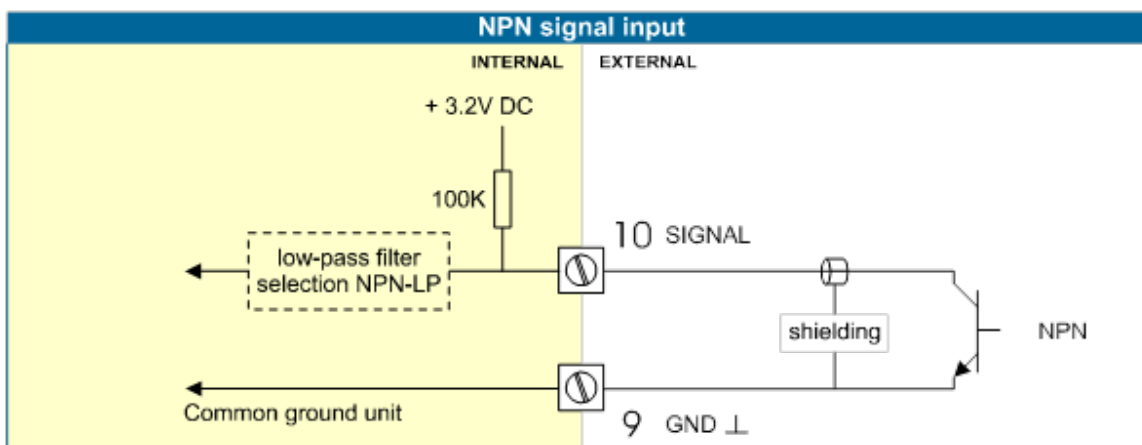 NPN signal input
INTERNAL
EXTERNAL
+ 3.2V DC
100K
10 SIGNAL
low-pass filter
selection NPN-LP
shielding
NPN
Common ground unit
9 GND ⊥